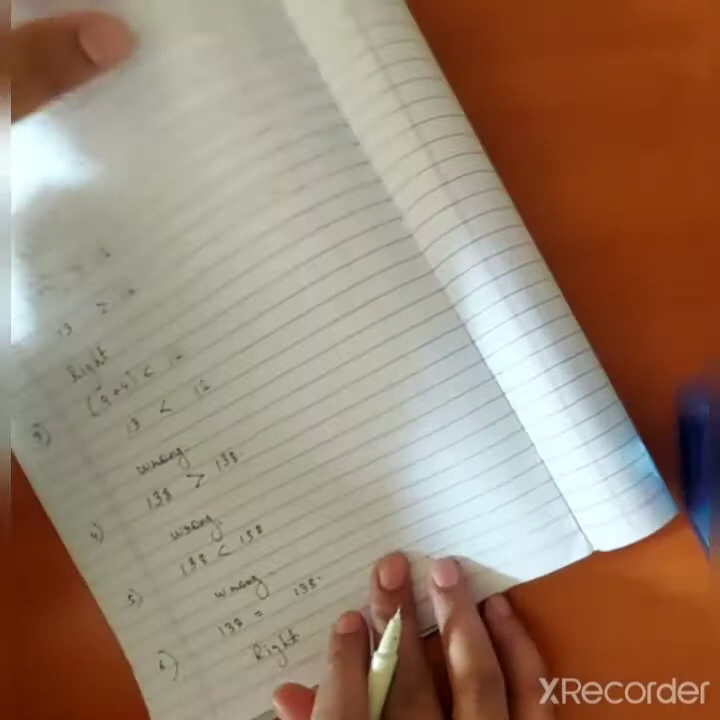 13 > 12
Right
3) (9+4) < 12
13 < 12
wrong.
4) 138 > 138.
wrong.
5) 138 < 138
wrong.
6) 138 = 138.
Right
XRecorder